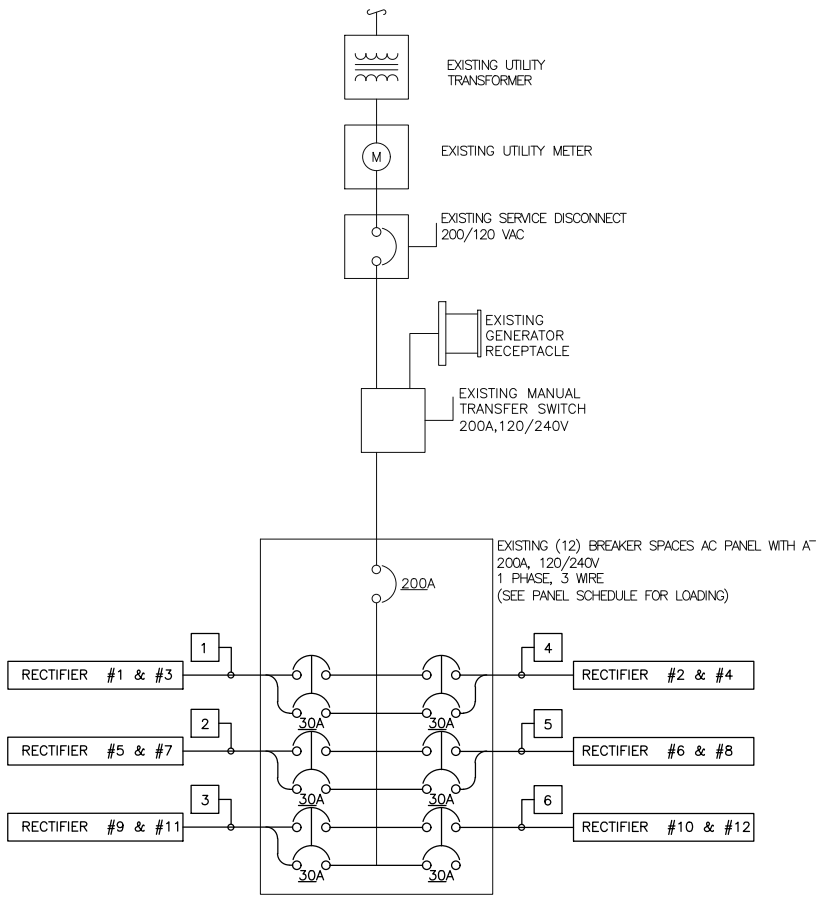 EXISTING UTILITY
TRANSFORMER
M
EXISTING UTILITY METER
EXISTING SERVICE DISCONNECT
200/120 VAC
EXISTING
GENERATOR
RECEPTACLE
EXISTING MANUAL
TRANSFER SWITCH
200A,120/240V
EXISTING (12) BREAKER SPACES AC PANEL WITH
200A, 120/240V
1 PHASE, 3 WIRE
(SEE PANEL SCHEDULE FOR LOADING)
200A
1
4
RECTIFIER #1 & #3
RECTIFIER #2 & #4
30A
30A
2
5
RECTIFIER #5 & #7
RECTIFIER #6 & #8
30A
30A
3
6
RECTIFIER #9 & #11
RECTIFIER #10 & #12
30A
30A